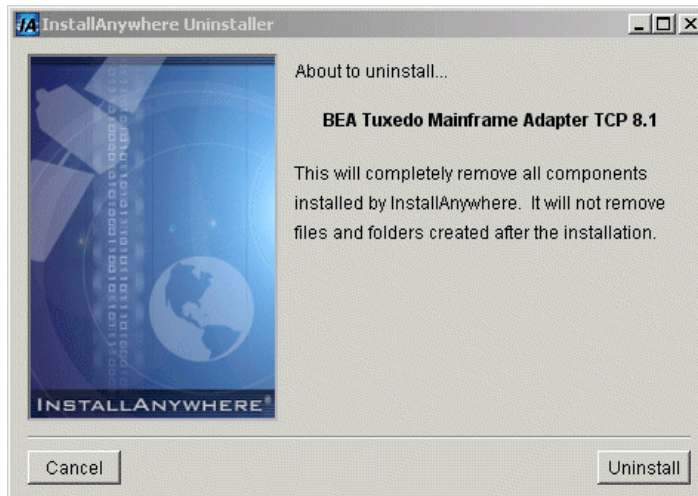 InstallAnywhere Uninstaller
About to uninstall...
BEA Tuxedo Mainframe Adapter TCP 8.1
This will completely remove all components
installed by InstallAnywhere. It will not remove
files and folders created after the installation.
INSTALLANYWHERE®
Cancel
Uninstall